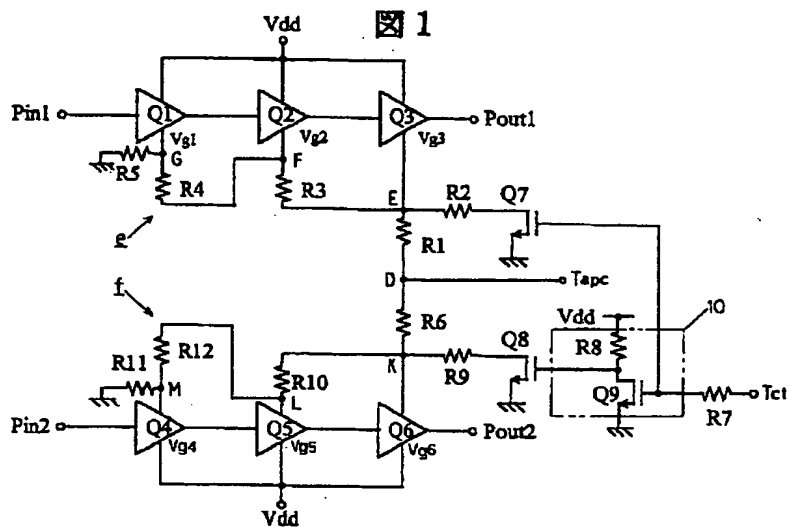 図 1
Vdd
Pin1
Q1
Q2
Q3
Pout1
Vg1
Vg2
Vg3
G
F
R5
R4
R3
E
R2
Q7
e
R1
D
Tapc
f
R6
Vdd
10
R12
Q8
R8
R11
R10
K
R9
M
L
Q9
R7
Tct
Pin2
Q4
Q5
Q6
Pout2
Vg4
Vg5
Vg6
Vdd